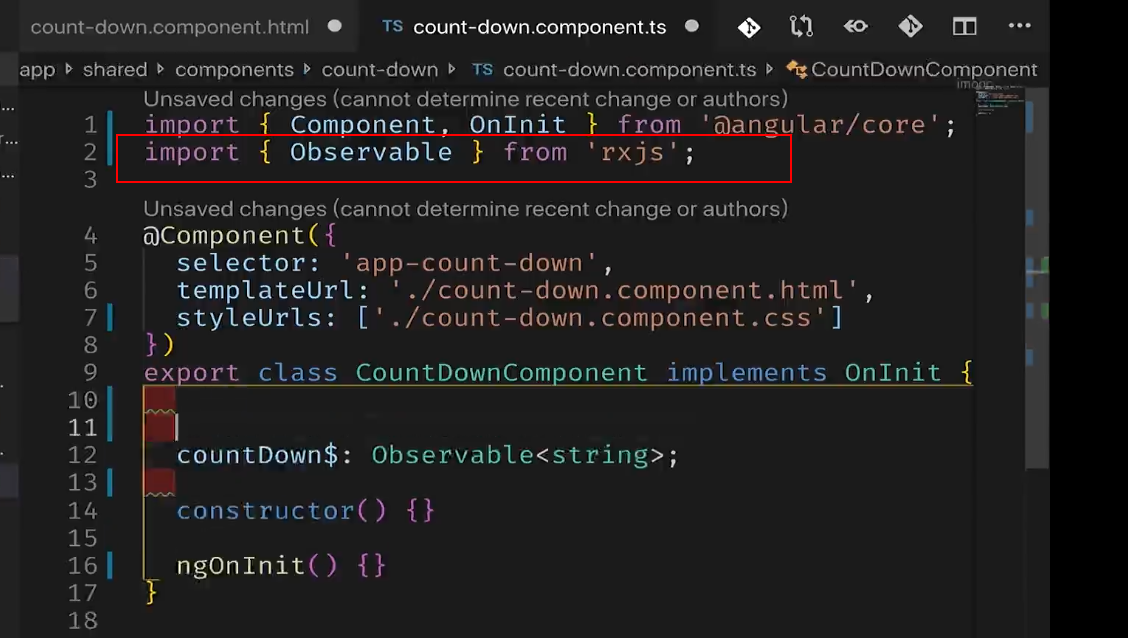 count-down.component.html
TS count-down.component.ts
app shared components count-down TS count-down.component.ts CountDownComponent
Unsaved changes (cannot determine recent change or authors)
1 import { Component, OnInit } from '@angular/core';
2 import { Observable } from 'rxjs';
3
Unsaved changes (cannot determine recent change or authors)
4 @Component({
5 selector: 'app-count-down',
6 templateUrl: './count-down.component.html',
7 styleUrls: ['./count-down.component.css']
8 })
9 export class CountDownComponent implements OnInit {
10
11
12 countDown$: Observable<string>;
13
14 constructor() {}
15
16 ngOnInit() {}
17 }
18